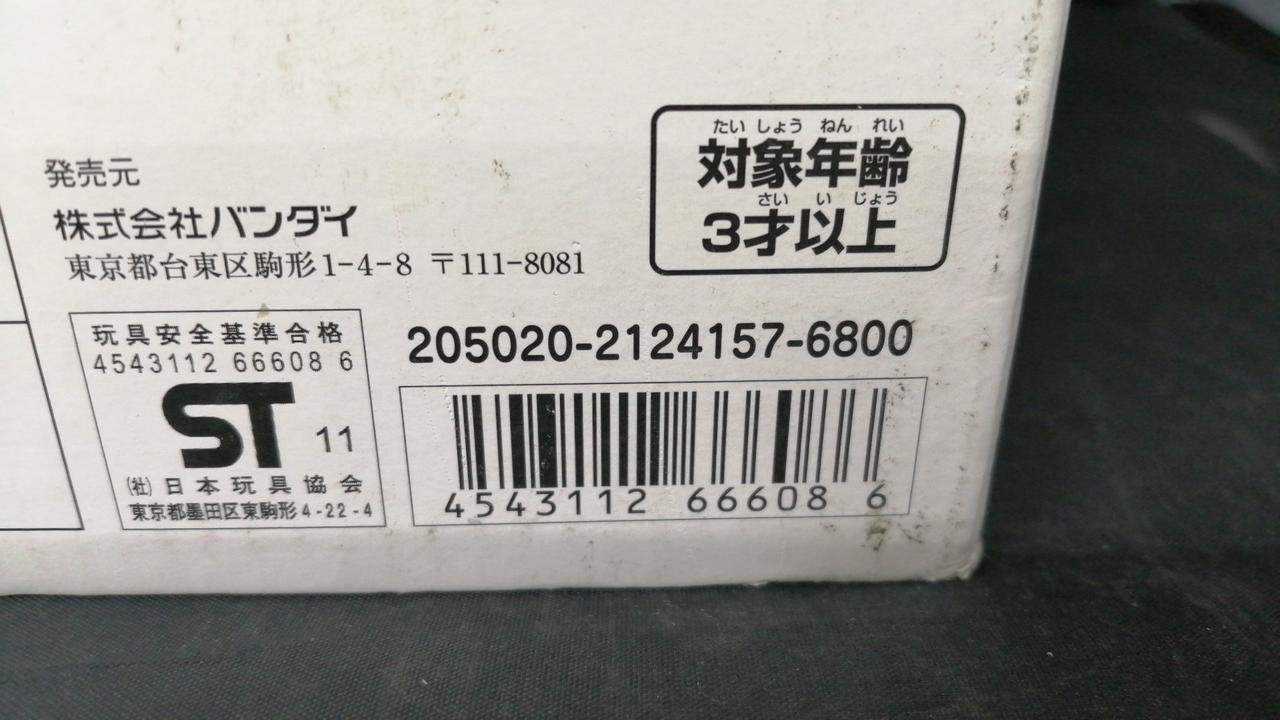 発売元
株式会社バンダイ
東京都台東区駒形1-4-8 〒111-8081
たいしょうねんれい
対象年齢
さいいじょう
3才以上
玩具安全基準合格
4543112 66608 6
ST 11
(社)日本玩具協会
東京都墨田区東駒形4-22-4
205020-2124157-6800
4543112 66608 6